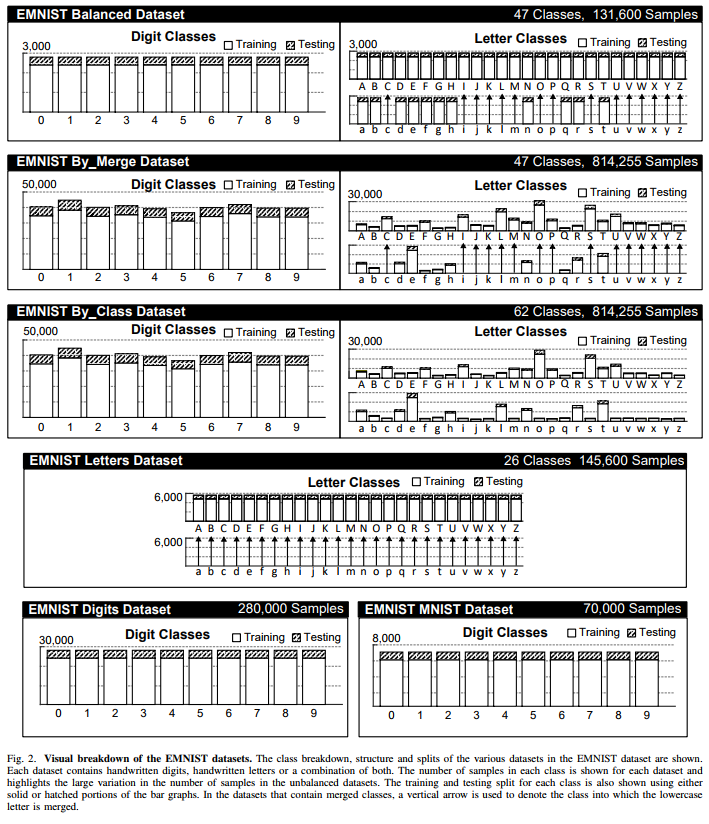 EMNIST Balanced Dataset 47 Classes, 131,600 Samples
Digit Classes Training Testing
3,000
0 1 2 3 4 5 6 7 8 9
Letter Classes Training Testing
3,000
A B C D E F G H I J K L M N O P Q R S T U V W X Y Z
a b c d e f g h i j k l m n o p q r s t u v w x y z
EMNIST By_Merge Dataset 47 Classes, 814,255 Samples
Digit Classes Training Testing
50,000
0 1 2 3 4 5 6 7 8 9
Letter Classes Training Testing
30,000
A B C D E F G H I J K L M N O P Q R S T U V W X Y Z
a b c d e f g h i j k l m n o p q r s t u v w x y z
EMNIST By_Class Dataset 62 Classes, 814,255 Samples
Digit Classes Training Testing
50,000
0 1 2 3 4 5 6 7 8 9
Letter Classes Training Testing
30,000
A B C D E F G H i J K L M N O P Q R S T U V W X Y Z
a b c d e f g h i j k l m n o p q r s t u v w x y z
EMNIST Letters Dataset 26 Classes 145,600 Samples
Letter Classes Training Testing
6,000
A B C D E F G H I J K L M N O P Q R S T U V W X Y Z
6,000
a b c d e f g h i j k l m n o p q r s t u v w x y z
EMNIST Digits Dataset 280,000 Samples
Digit Classes Training Testing
30,000
0 1 2 3 4 5 6 7 8 9
EMNIST MNIST Dataset 70,000 Samples
Digit Classes Training Testing
8,000
0 1 2 3 4 5 6 7 8 9
Fig. 2. Visual breakdown of the EMNIST datasets. The class breakdown, structure and splits of the various datasets in the EMNIST dataset are shown.
Each dataset contains handwritten digits, handwritten letters or a combination of both. The number of samples in each class is shown for each dataset and
highlights the large variation in the number of samples in the unbalanced datasets. The training and testing split for each class is also shown using either
solid or hatched portions of the bar graphs. In the datasets that contain merged classes, a vertical arrow is used to denote the class into which the lowercase
letter is merged.